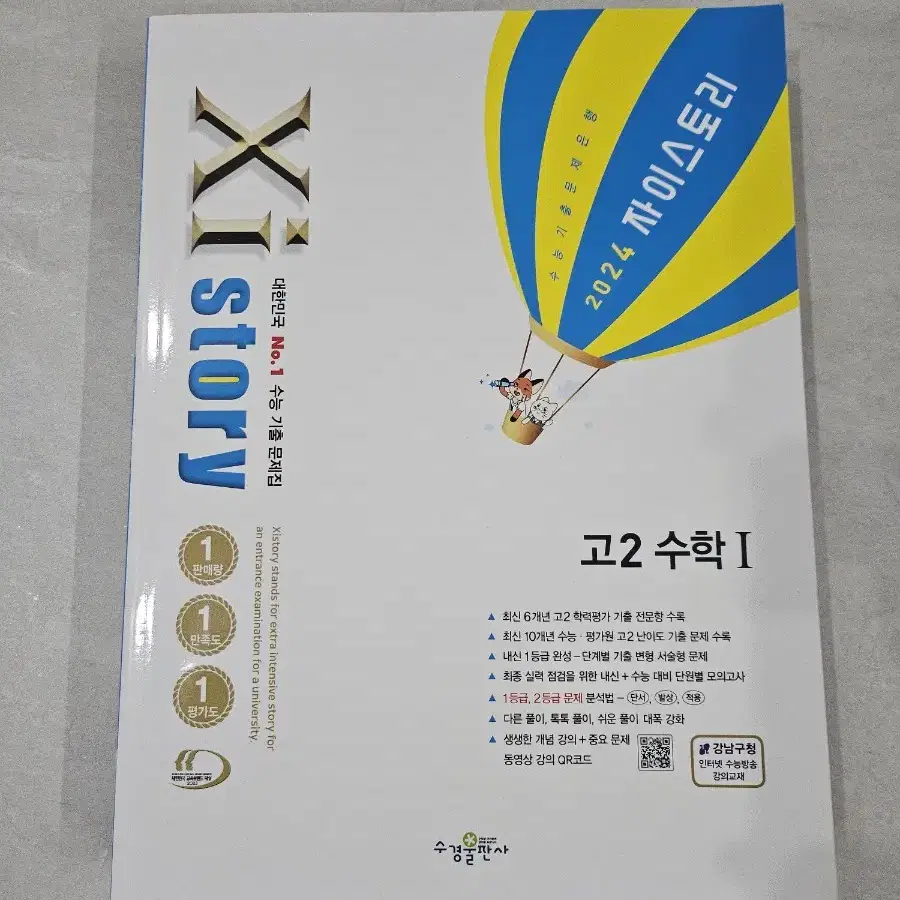 Xi
story
대한민국 No.1 수능 기출 문제집
Xistory stands for extra intensive story for
an entrance examination for a university.
1
판매량
1
만족도
1
평가도
수능기출문제은행
2024 자이스토리
고2 수학 I
최신 6개년 고2 학력평가 기출 전문항 수록
최신 10개년 수능·평가원 고2 난이도 기출 문제 수록
내신 1등급 완성 – 단계별 기출 변형 서술형 문제
최종 실력 점검을 위한 내신 + 수능 대비 단원별 모의고사
1등급, 2등급 문제 분석법 – 단서, 발상, 적용
다른 풀이, 톡톡 풀이, 쉬운 풀이 대폭 강화
생생한 개념 강의 + 중요 문제
동영상 강의 QR코드
강남구청
인터넷 수능방송
강의교재
수경출판사